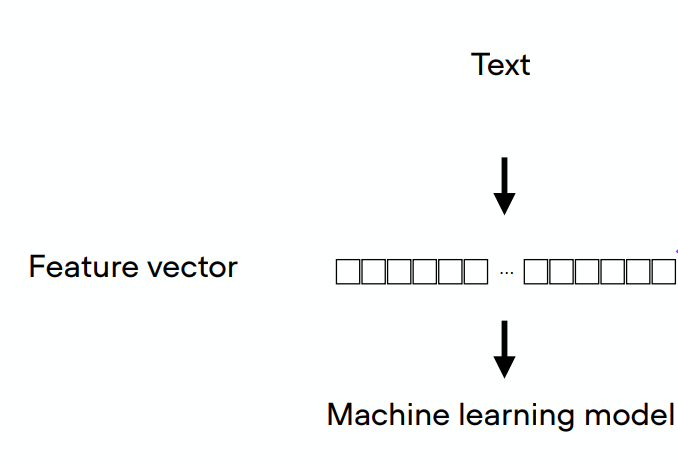 Text
Feature vector
...
Machine learning model